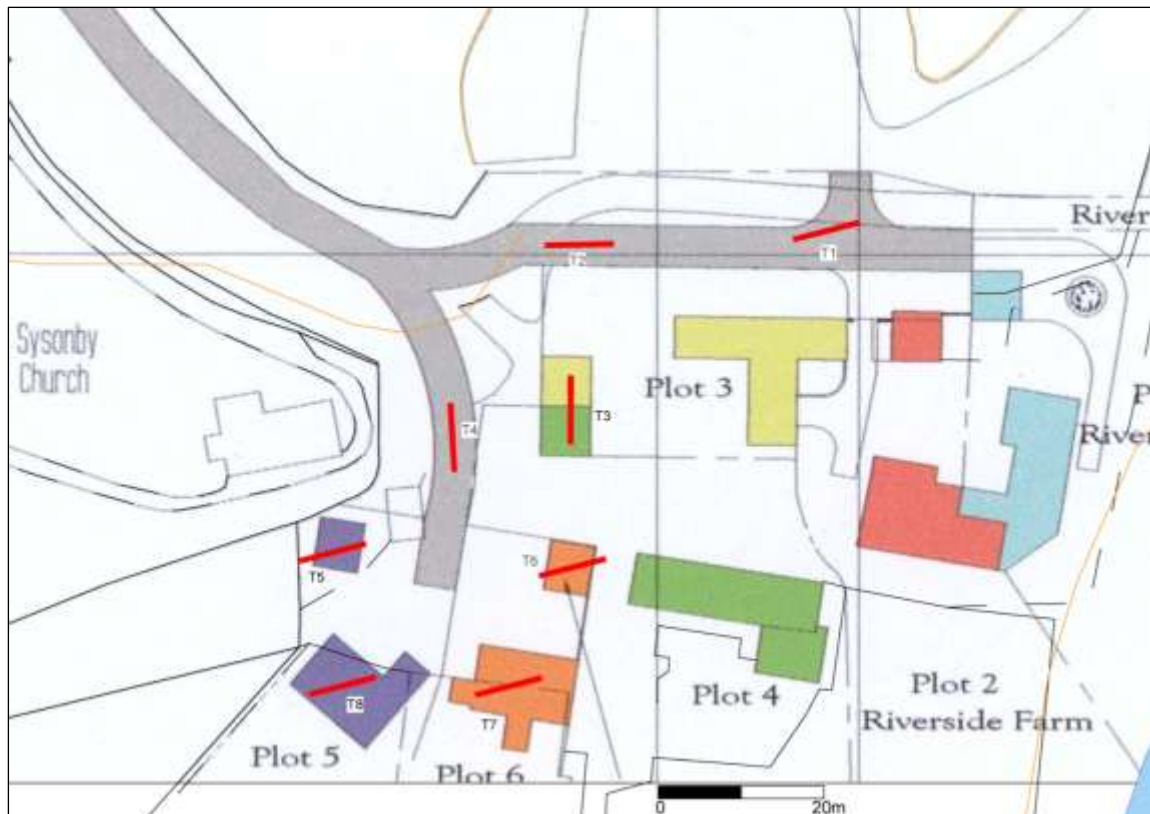 River
T1
T2
Sysonby
Church
Plot 3
T3
T4
P
River
T5
T6
Plot 4
Plot 2
Riverside Farm
T8
T7
Plot 5
Plot 6
0
20m